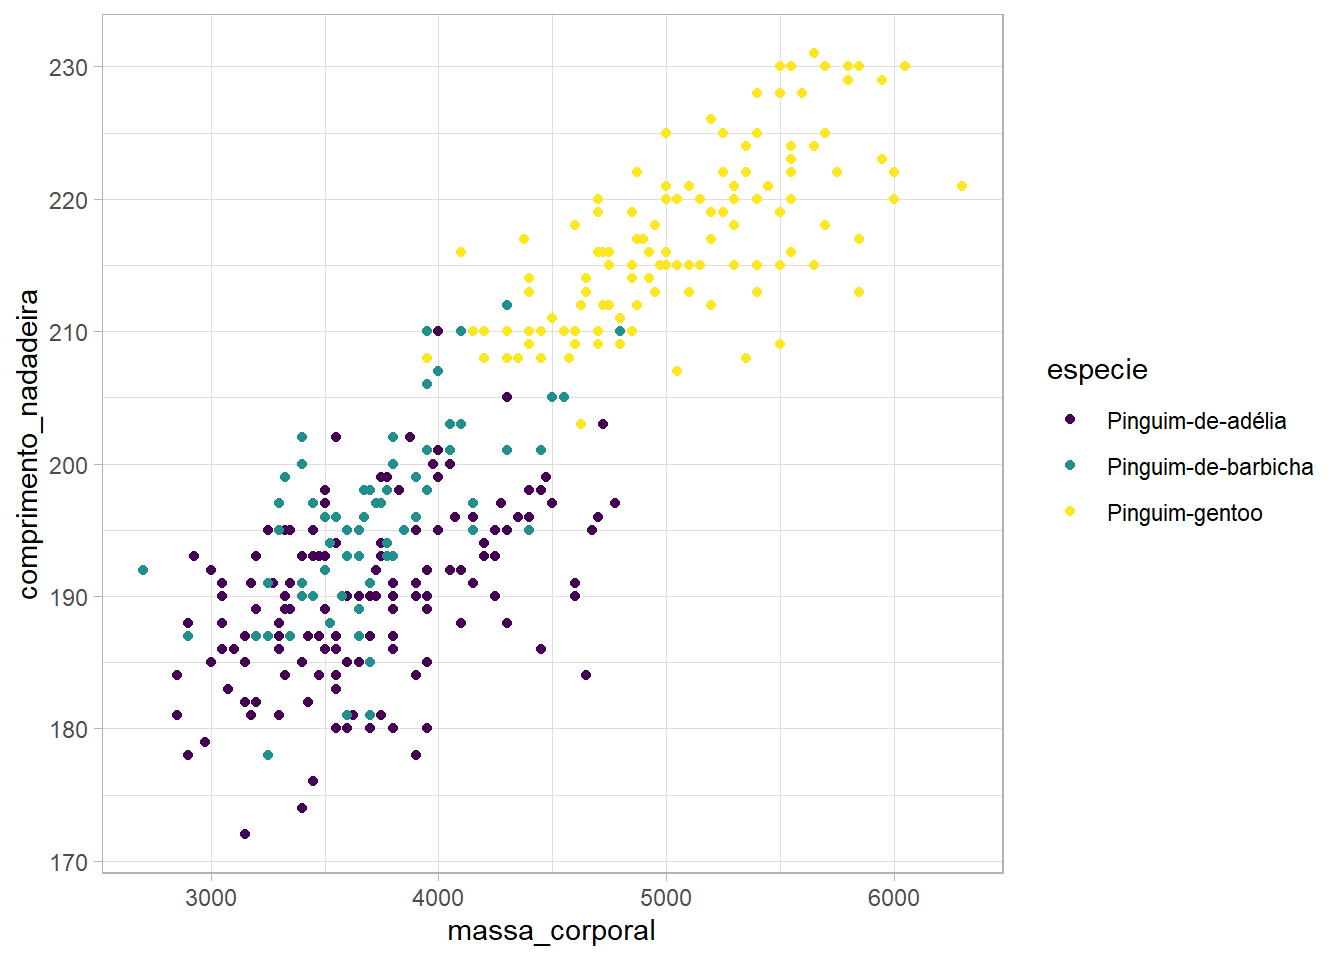 230
220
210
200
190
180
170
comprimento_nadadeira
3000 4000 5000 6000
massa_corporal
especie
Pinguim-de-adélia
Pinguim-de-barbicha
Pinguim-gentoo